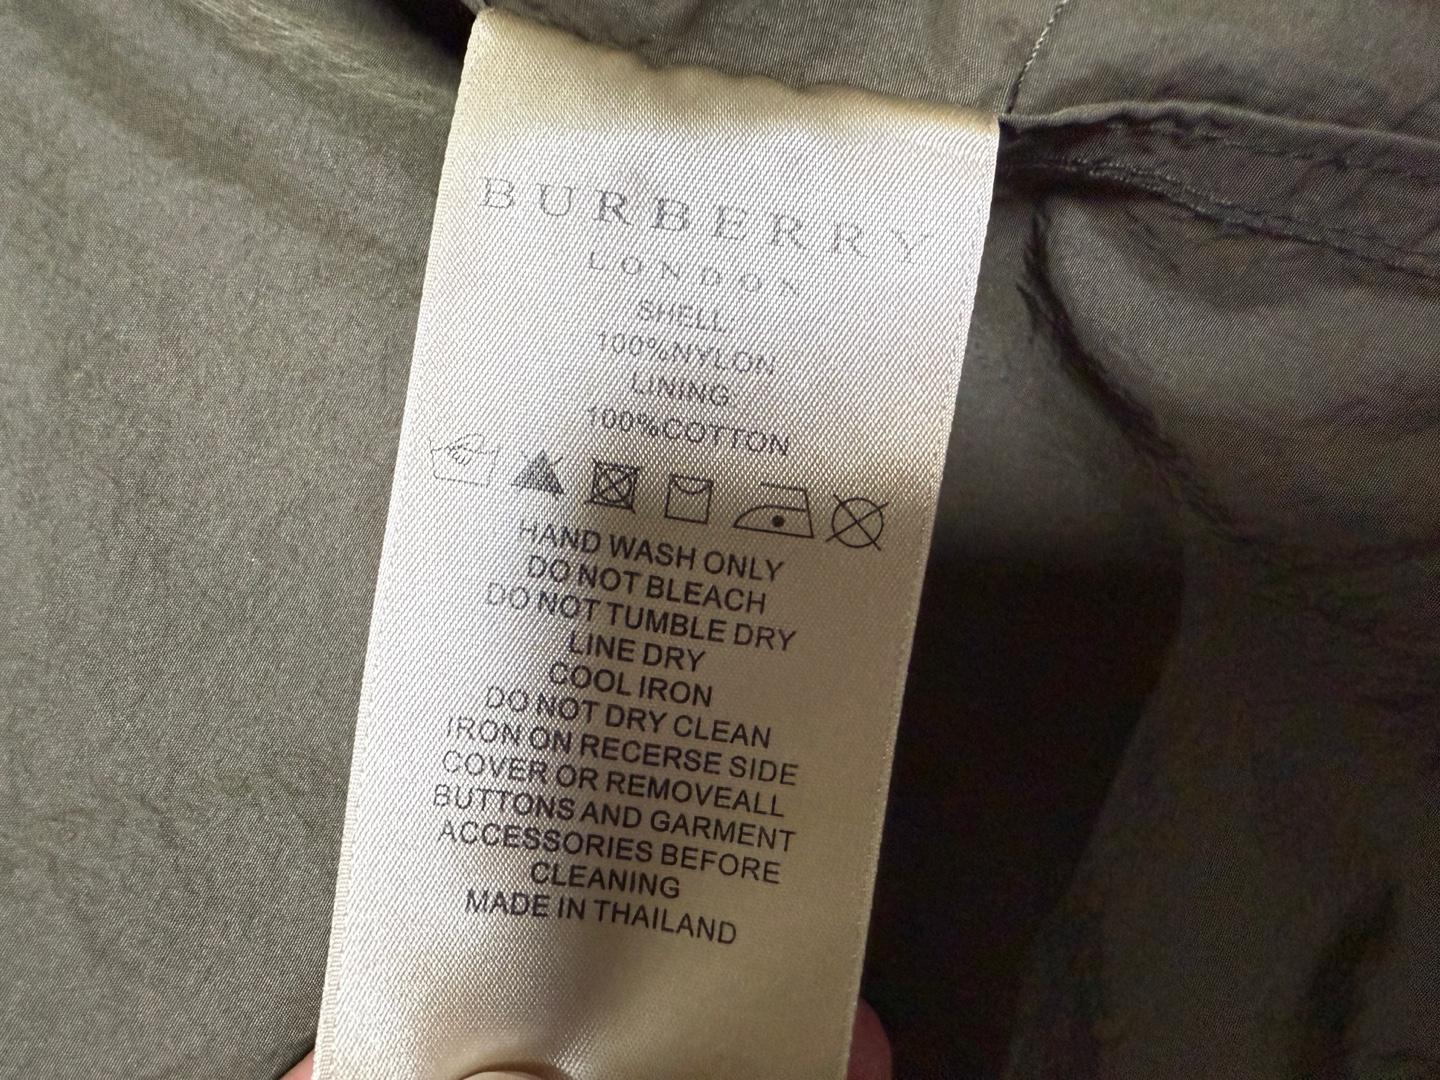 BURBERRY
LONDON
SHELL
100%NYLON
LINING
100%COTTON
HAND WASH ONLY
DO NOT BLEACH
DO NOT TUMBLE DRY
LINE DRY
COOL IRON
DO NOT DRY CLEAN
IRON ON RECERSE SIDE
COVER OR REMOVEALL
BUTTONS AND GARMENT
ACCESSORIES BEFORE
CLEANING
MADE IN THAILAND